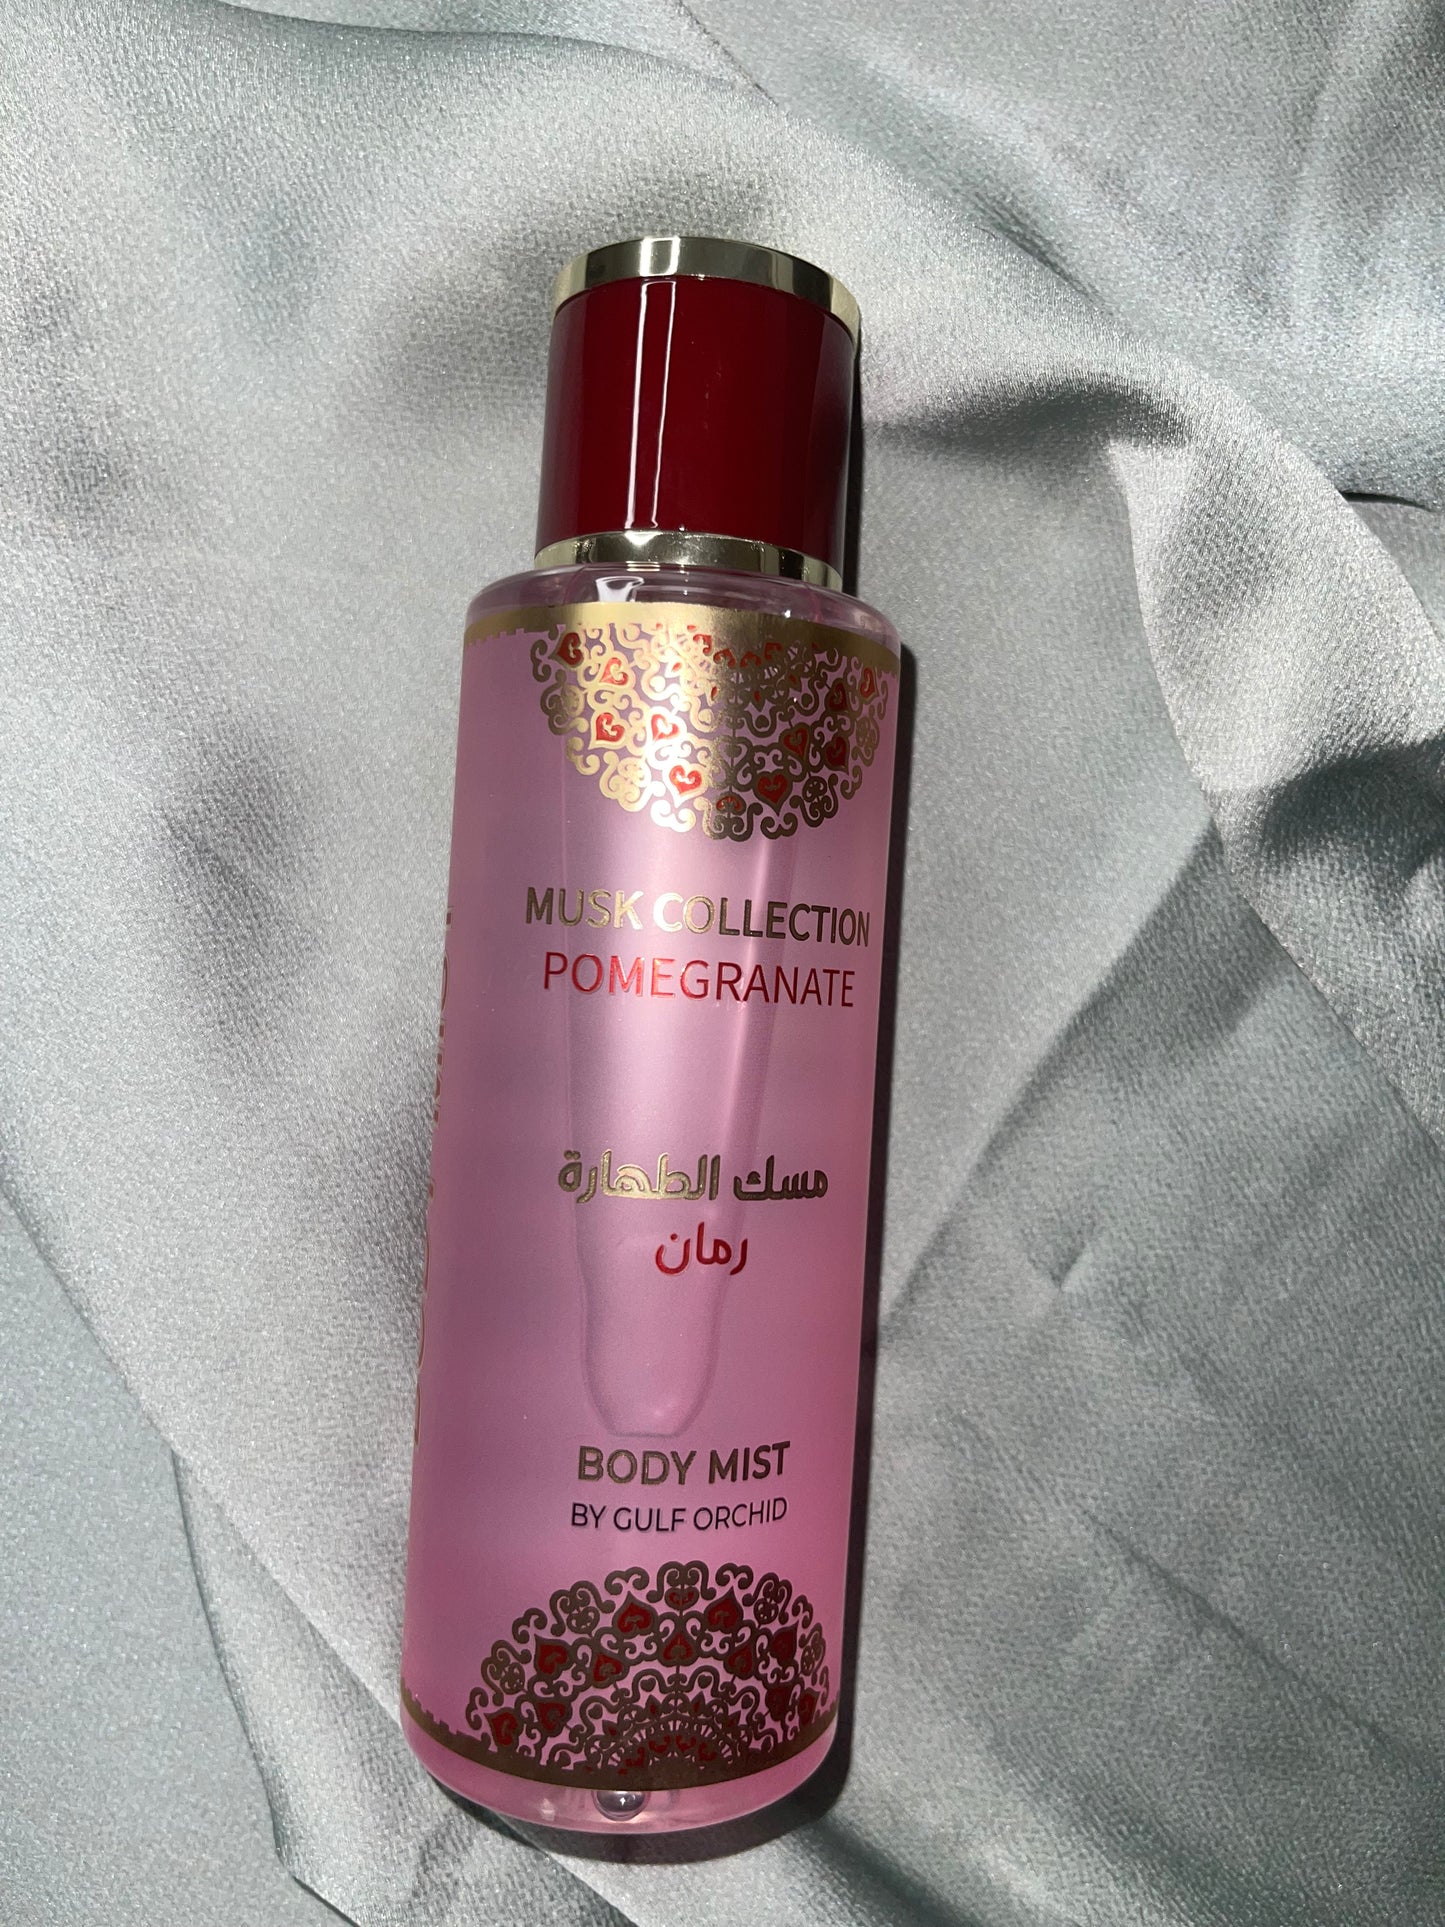 MUSK COLLECTION
POMEGRANATE
مسك الطهارة
رمان
BODY MIST
BY GULF ORCHID